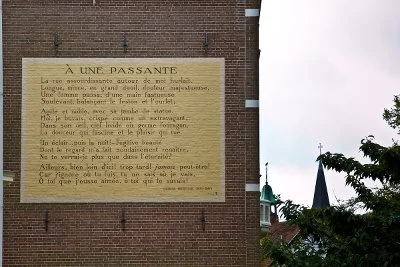 À UNE PASSANTE
La rue assourdissante autour de moi hurlait.
Longue, mince, en grand deuil, douleur majestueuse,
Une femme passa, d'une main fastueuse
Soulevant, balançant le feston et l'ourlet;
Agile et noble, avec sa jambe de statue.
Moi, je buvais, crispé comme un extravagant,
Dans son œil, ciel livide où germe l'ouragan,
La douceur qui fascine et le plaisir qui tue.
Un éclair... puis la nuit! — Fugitive beauté
Dont le regard m'a fait soudainement renaître,
Ne te verrai-je plus que dans l'éternité?
Ailleurs, bien loin d'ici! trop tard! jamais peut-être!
Car j'ignore où tu fuis, tu ne sais où je vais,
Ô toi que j'eusse aimée, ô toi qui le savais!